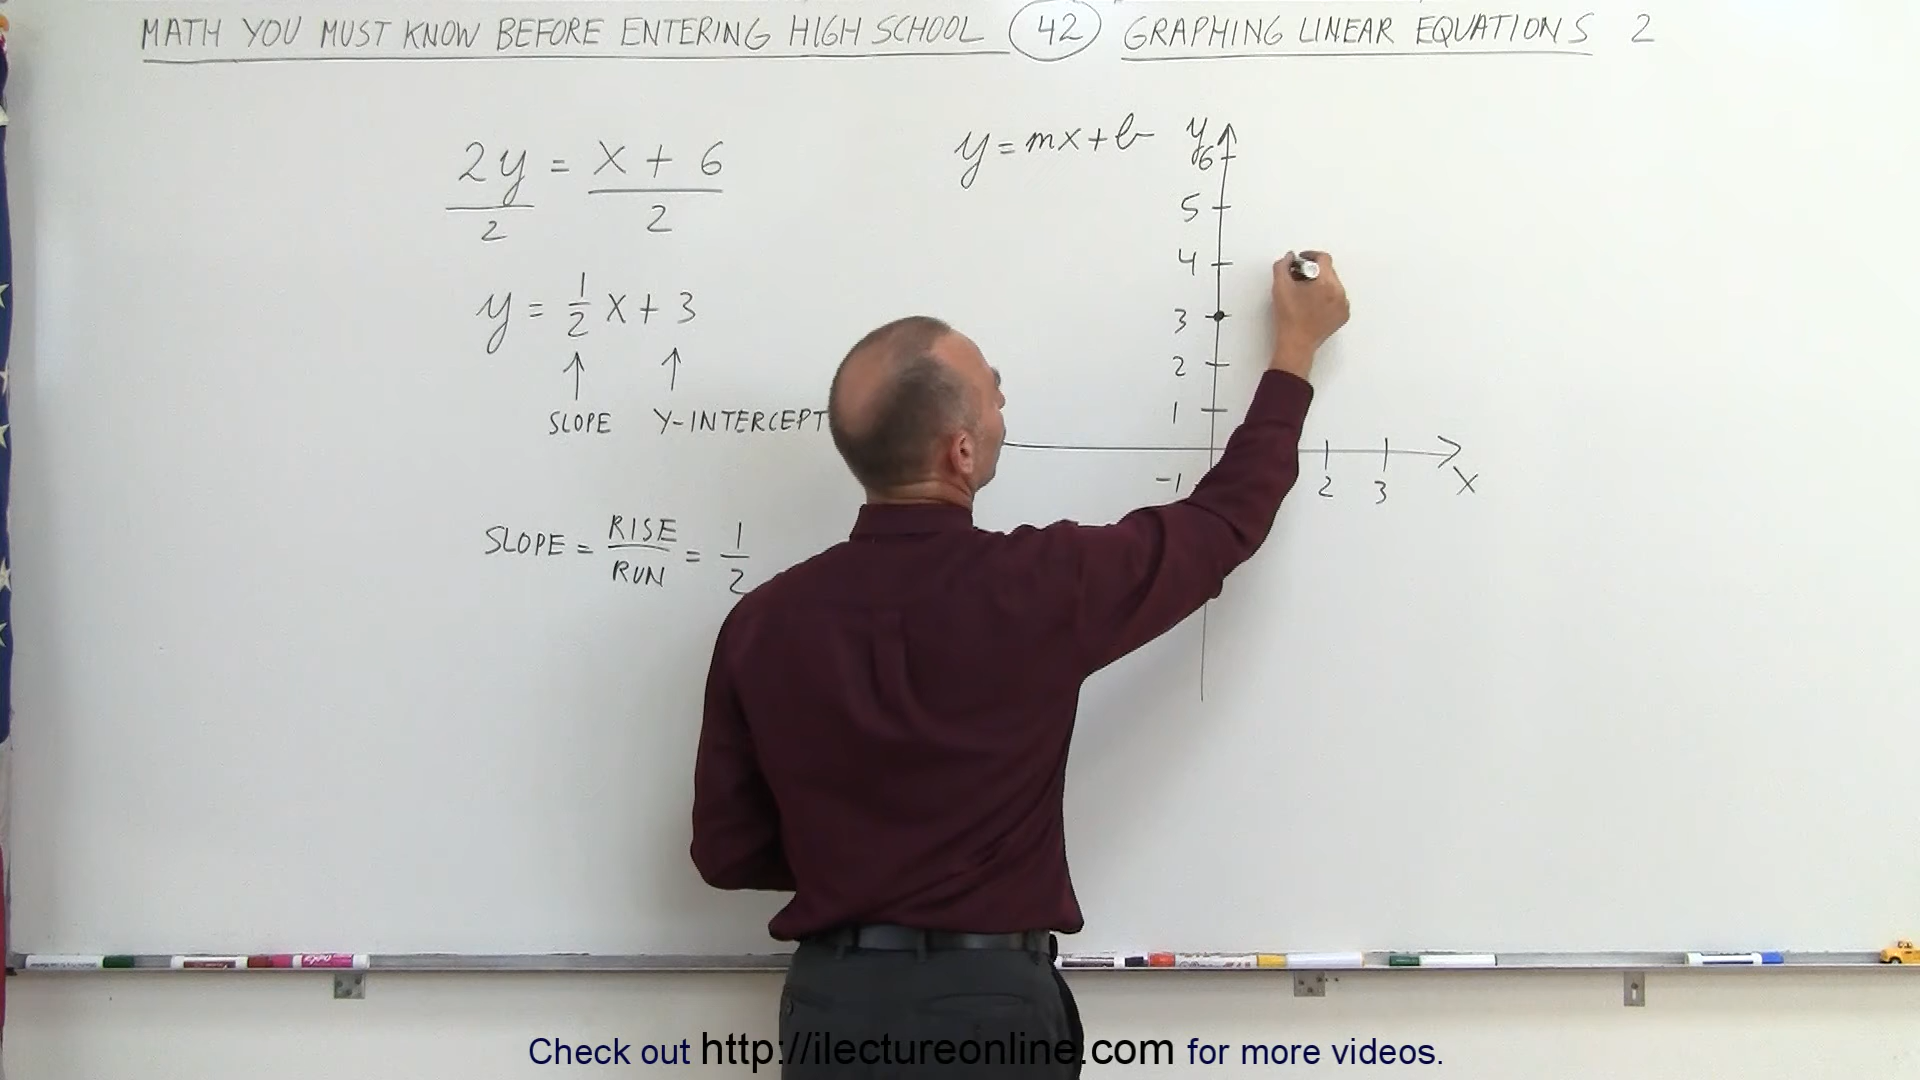 MATH YOU MUST KNOW BEFORE ENTERING HIGH SCHOOL 42 GRAPHING LINEAR EQUATIONS 2
2y = x + 6
2 2
y = 1/2 x + 3
SLOPE Y-INTERCEPT
SLOPE = RISE/RUN = 1/2
y = mx + b
y
6
5
4
3
2
1
-1
2 3
X
Check out http://ilectureonline.com for more videos.